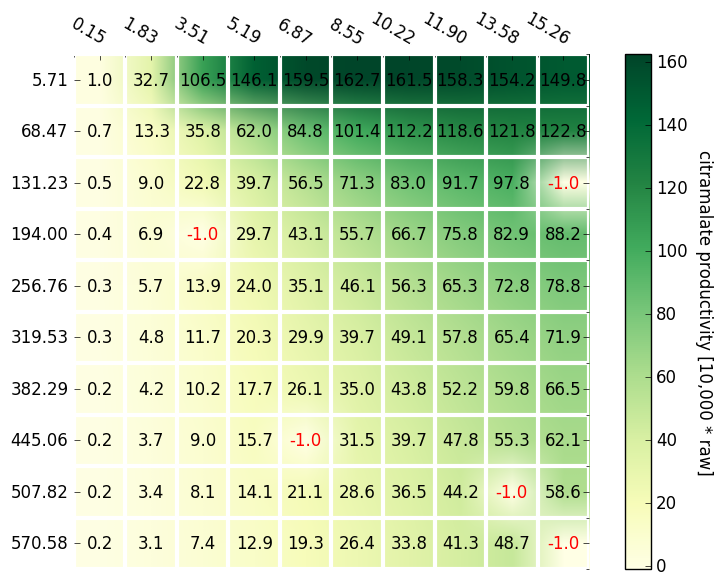 0.15 1.83 3.51 5.19 6.87 8.55 10.22 11.90 13.58 15.26
5.71 1.0 32.7 106.5 146.1 159.5 162.7 161.5 158.3 154.2 149.8
68.47 0.7 13.3 35.8 62.0 84.8 101.4 112.2 118.6 121.8 122.8
131.23 0.5 9.0 22.8 39.7 56.5 71.3 83.0 91.7 97.8 -1.0
194.00 0.4 6.9 -1.0 29.7 43.1 55.7 66.7 75.8 82.9 88.2
256.76 0.3 5.7 13.9 24.0 35.1 46.1 56.3 65.3 72.8 78.8
319.53 0.3 4.8 11.7 20.3 29.9 39.7 49.1 57.8 65.4 71.9
382.29 0.2 4.2 10.2 17.7 26.1 35.0 43.8 52.2 59.8 66.5
445.06 0.2 3.7 9.0 15.7 -1.0 31.5 39.7 47.8 55.3 62.1
507.82 0.2 3.4 8.1 14.1 21.1 28.6 36.5 44.2 -1.0 58.6
570.58 0.2 3.1 7.4 12.9 19.3 26.4 33.8 41.3 48.7 -1.0
160
140
120
100
80
60
40
20
0
citramalate productivity [10,000 * raw]